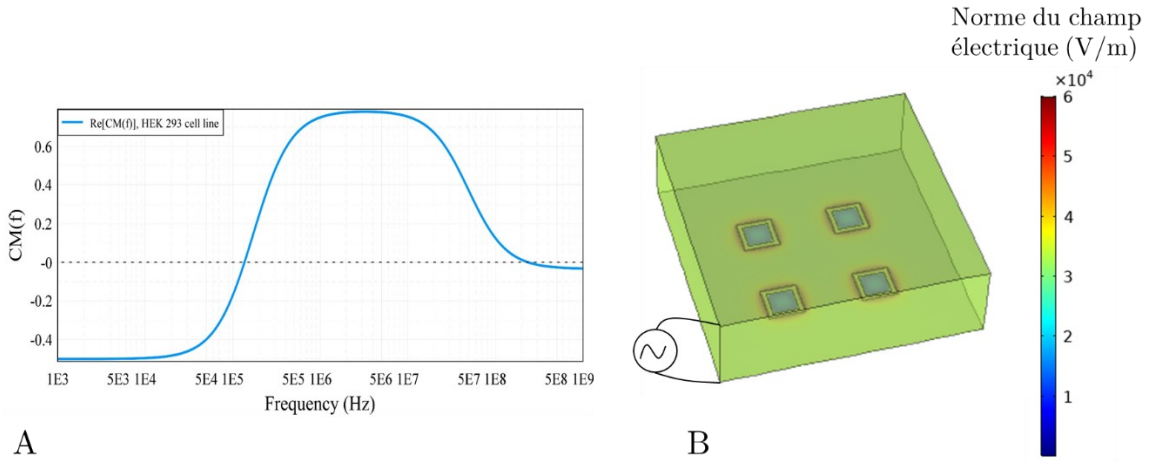 Norme du champ
électrique (V/m)
×10⁴
Re[CM(f)], HEK 293 cell line
CM(f)
0.6
0.4
0.2
-0
-0.2
-0.4
1E3 5E3 1E4 5E4 1E5 5E5 1E6 5E6 1E7 5E7 1E8 5E8 1E9
Frequency (Hz)
6
5
4
3
2
1
A
B